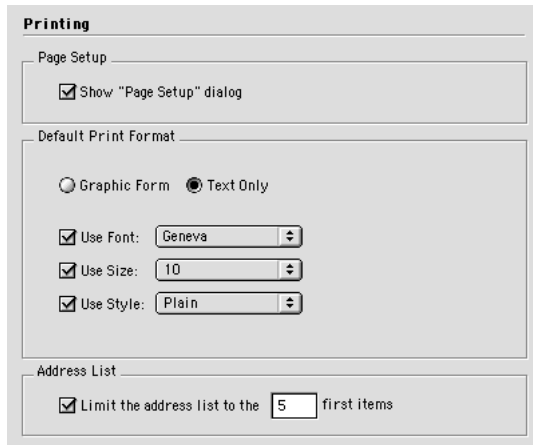 Printing
Page Setup
Show "Page Setup" dialog
Default Print Format
Graphic Form Text Only
Use Font: Geneva
Use Size: 10
Use Style: Plain
Address List
Limit the address list to the 5 first items